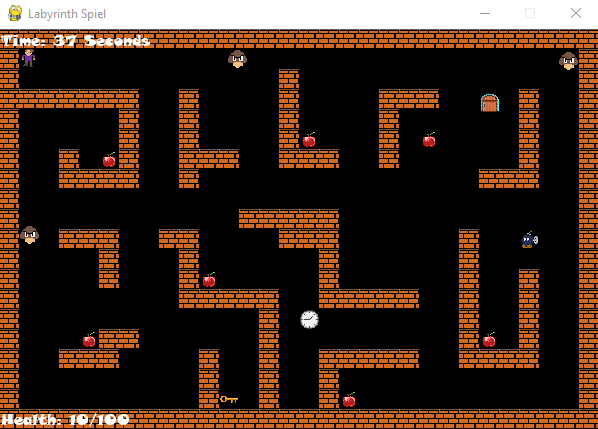 Labyrinth Spiel
Time: 37 Seconds
Health: 10/100